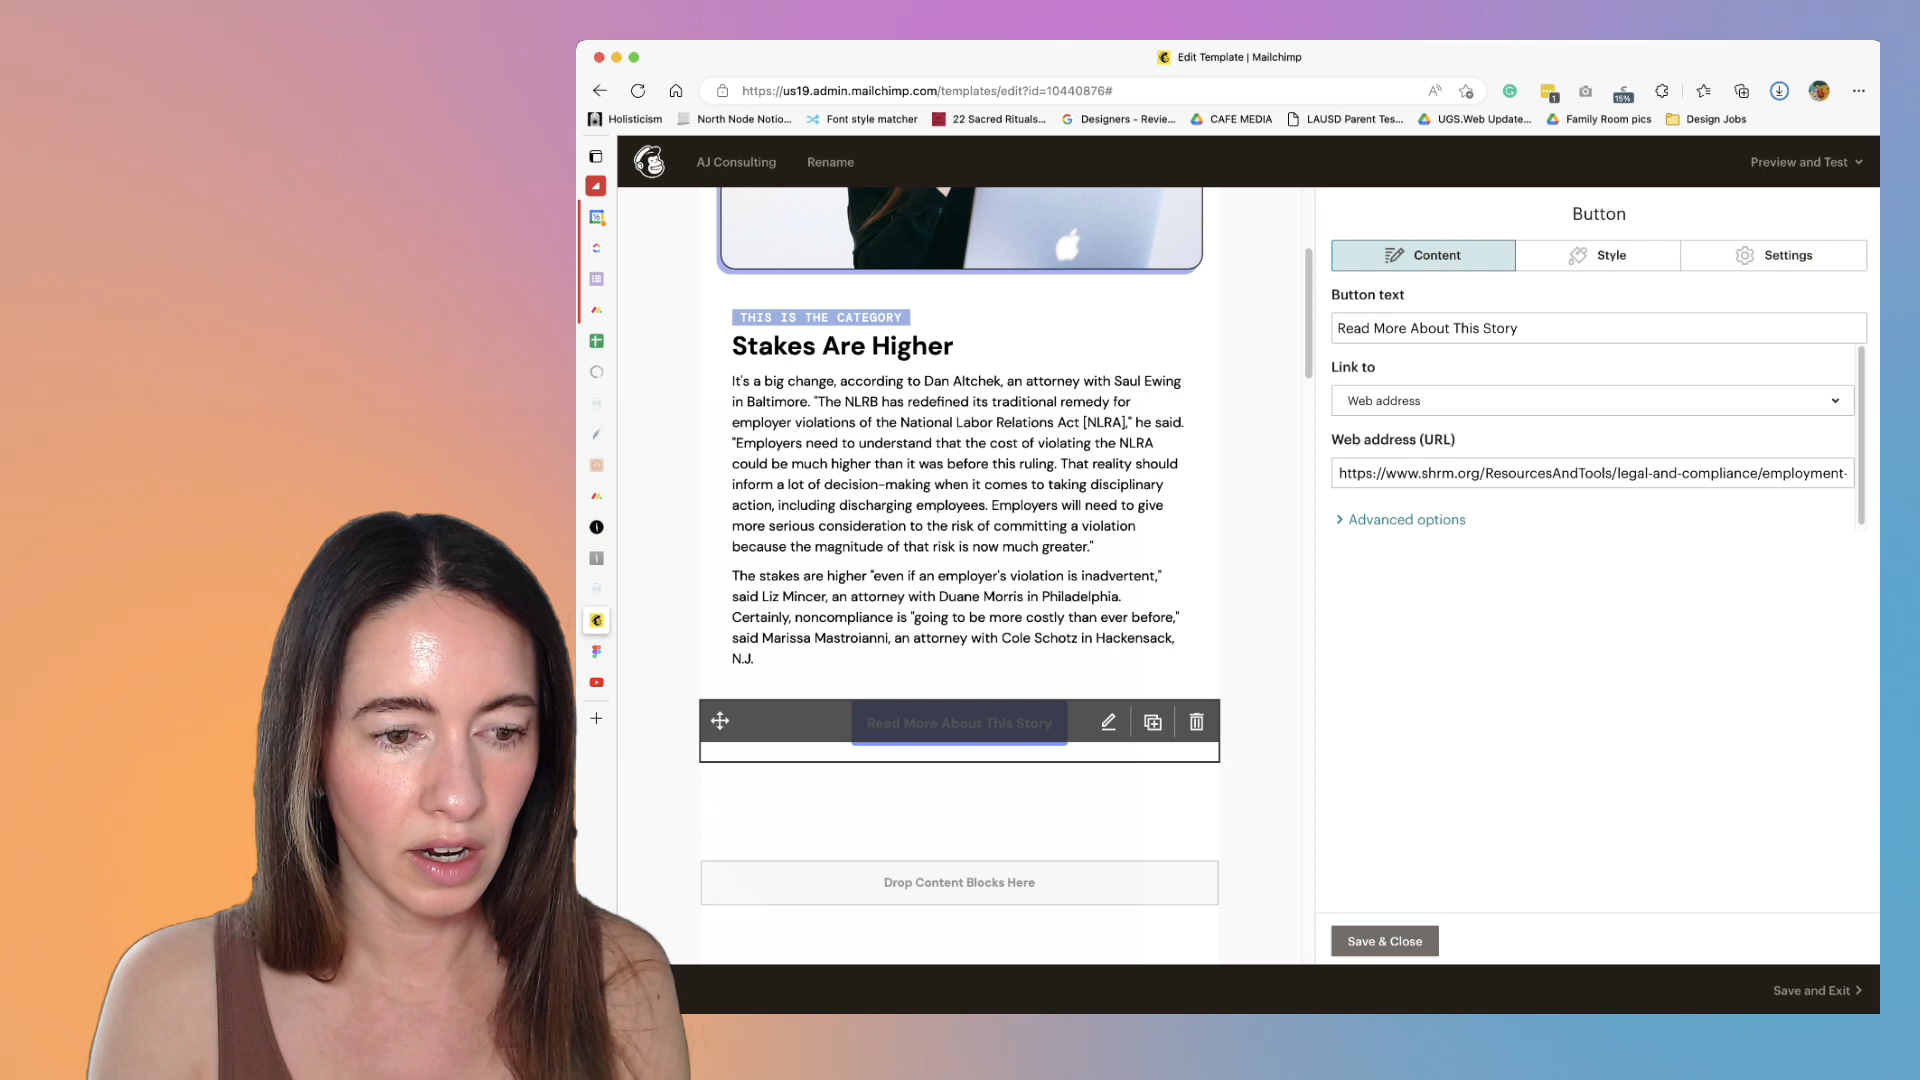 Edit Template | Mailchimp
https://us19.admin.mailchimp.com/templates/edit?id=10440876#
1
15%
Holisticism
North Node Notio...
Font style matcher
22 Sacred Rituals...
Designers - Revie...
CAFE MEDIA
LAUSD Parent Tes...
UGS.Web Update...
Family Room pics
Design Jobs
AJ Consulting
Rename
Preview and Test
16
THIS IS THE CATEGORY
Stakes Are Higher
It's a big change, according to Dan Altchek, an attorney with Saul Ewing
in Baltimore. "The NLRB has redefined its traditional remedy for
employer violations of the National Labor Relations Act [NLRA]," he said.
"Employers need to understand that the cost of violating the NLRA
could be much higher than it was before this ruling. That reality should
inform a lot of decision-making when it comes to taking disciplinary
action, including discharging employees. Employers will need to give
more serious consideration to the risk of committing a violation
because the magnitude of that risk is now much greater."
The stakes are higher "even if an employer's violation is inadvertent,"
said Liz Mincer, an attorney with Duane Morris in Philadelphia.
Certainly, noncompliance is "going to be more costly than ever before,"
said Marissa Mastroianni, an attorney with Cole Schotz in Hackensack,
N.J.
Read More About This Story
Drop Content Blocks Here
Button
Content
Style
Settings
Button text
Read More About This Story
Link to
Web address
Web address (URL)
https://www.shrm.org/ResourcesAndTools/legal-and-compliance/employment-
Advanced options
Save & Close
Save and Exit